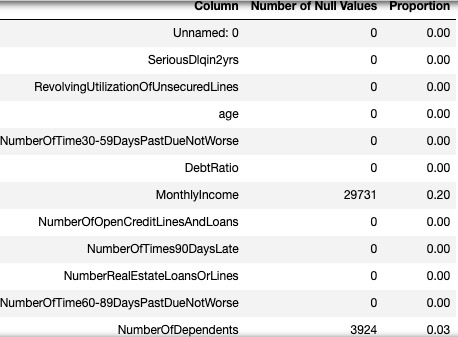 Column Number of Null Values Proportion
Unnamed: 0 0 0.00
SeriousDlqin2yrs 0 0.00
RevolvingUtilizationOfUnsecuredLines 0 0.00
age 0 0.00
NumberOfTime30-59DaysPastDueNotWorse 0 0.00
DebtRatio 0 0.00
MonthlyIncome 29731 0.20
NumberOfOpenCreditLinesAndLoans 0 0.00
NumberOfTimes90DaysLate 0 0.00
NumberRealEstateLoansOrLines 0 0.00
NumberOfTime60-89DaysPastDueNotWorse 0 0.00
NumberOfDependents 3924 0.03